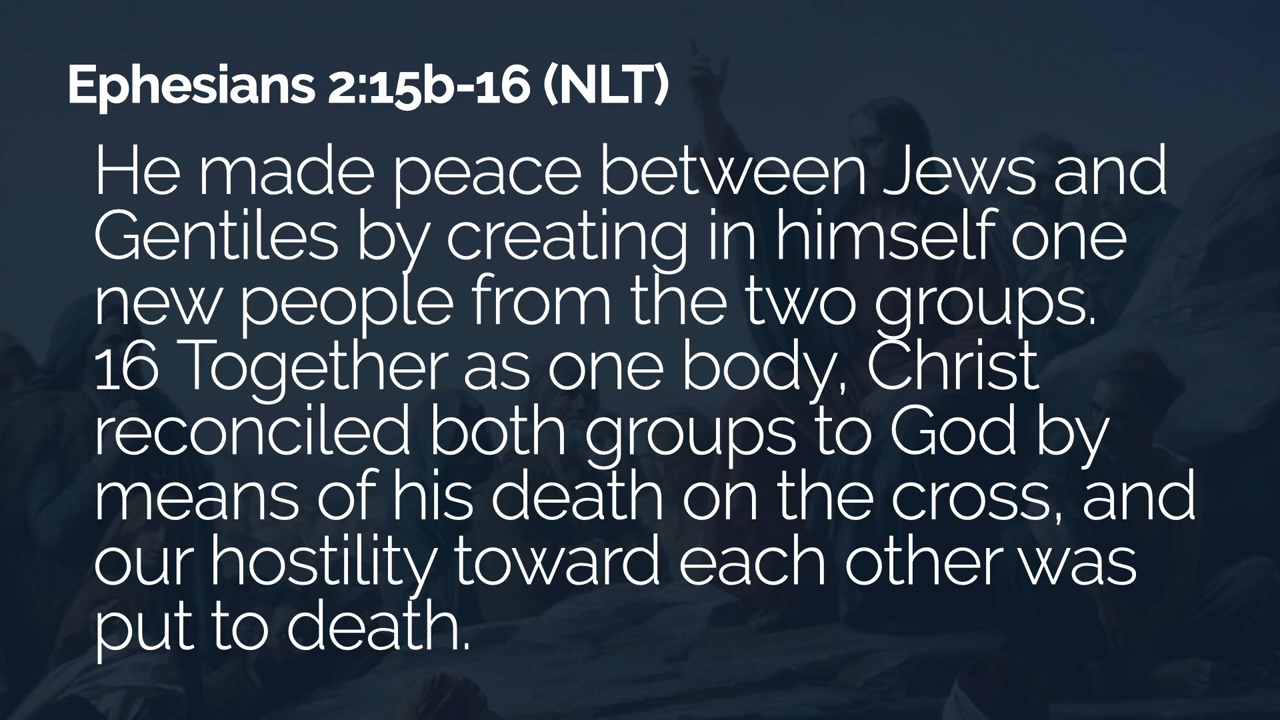 Ephesians 2:15b-16 (NLT)
He made peace between Jews and
Gentiles by creating in himself one
new people from the two groups.
16 Together as one body, Christ
reconciled both groups to God by
means of his death on the cross, and
our hostility toward each other was
put to death.